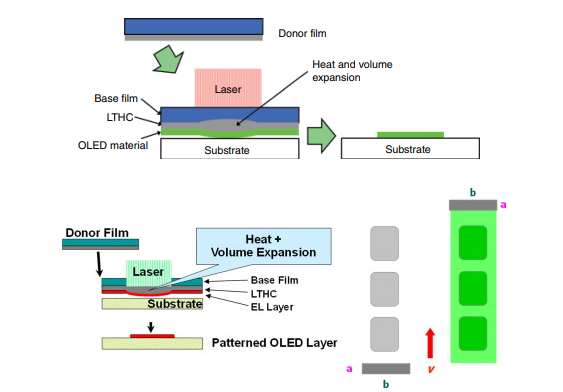 Donor film
Heat and volume
expansion
Laser
Base film
LTHC
OLED material
Substrate
Substrate
Donor Film
Heat +
Volume Expansion
Laser
Base Film
LTHC
EL Layer
Substrate
Patterned OLED Layer
b
a
a
v
b